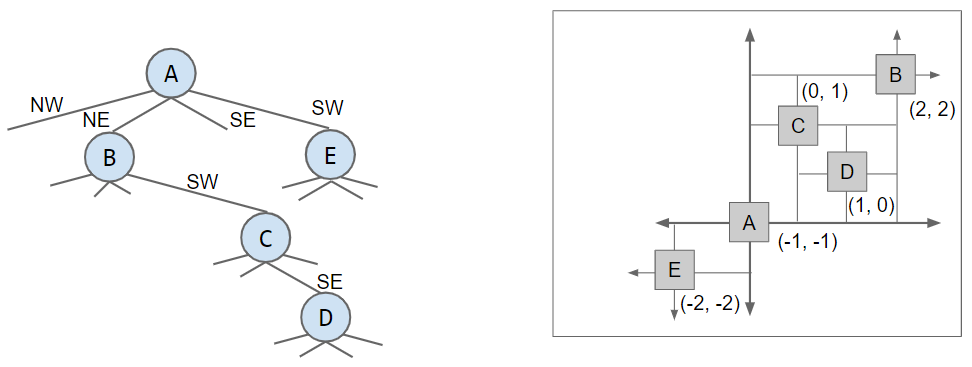 A
NW
NE
SE
SW
B
E
SW
C
SE
D
B
(0, 1)
(2, 2)
C
D
(1, 0)
A
(-1, -1)
E
(-2, -2)